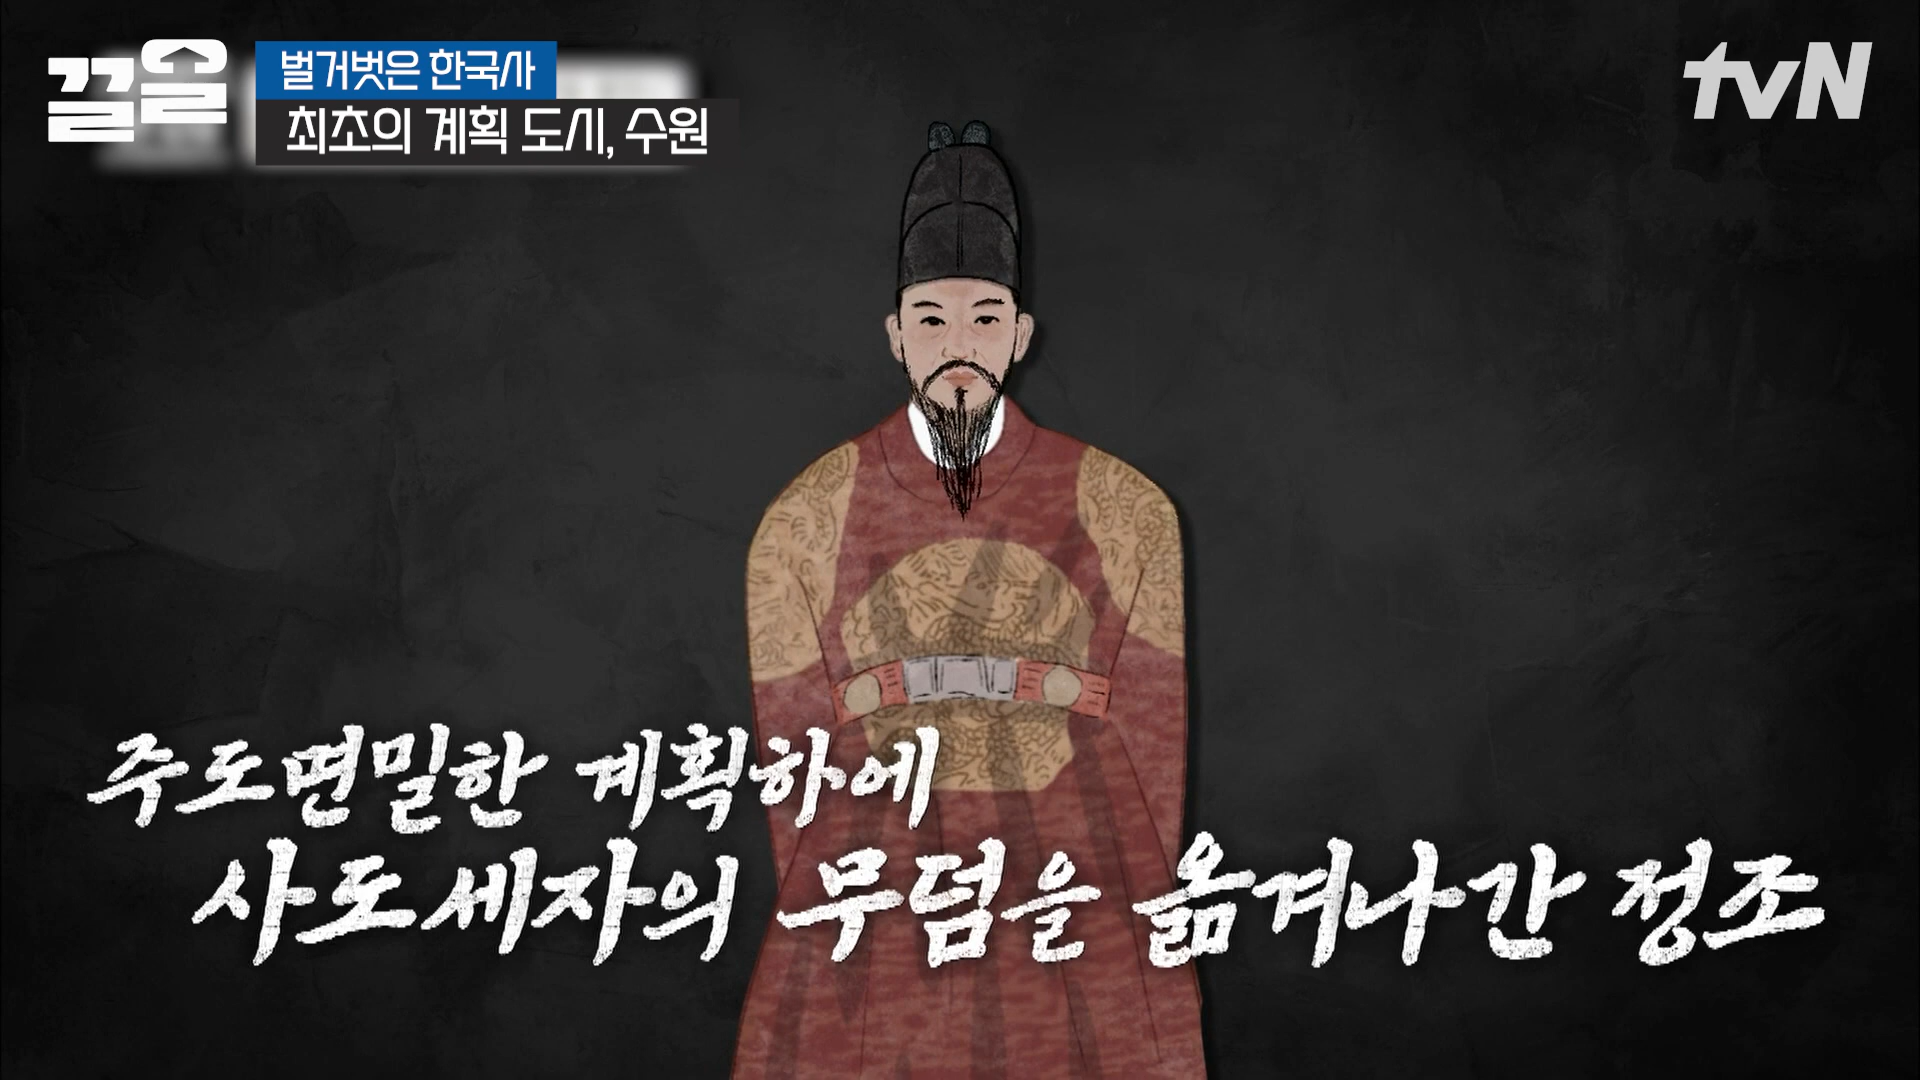 끌올
벌거벗은 한국사
최초의 계획 도시, 수원
tvN
주도면밀한 계획하에
사도세자의 무덤을 옮겨나간 정조